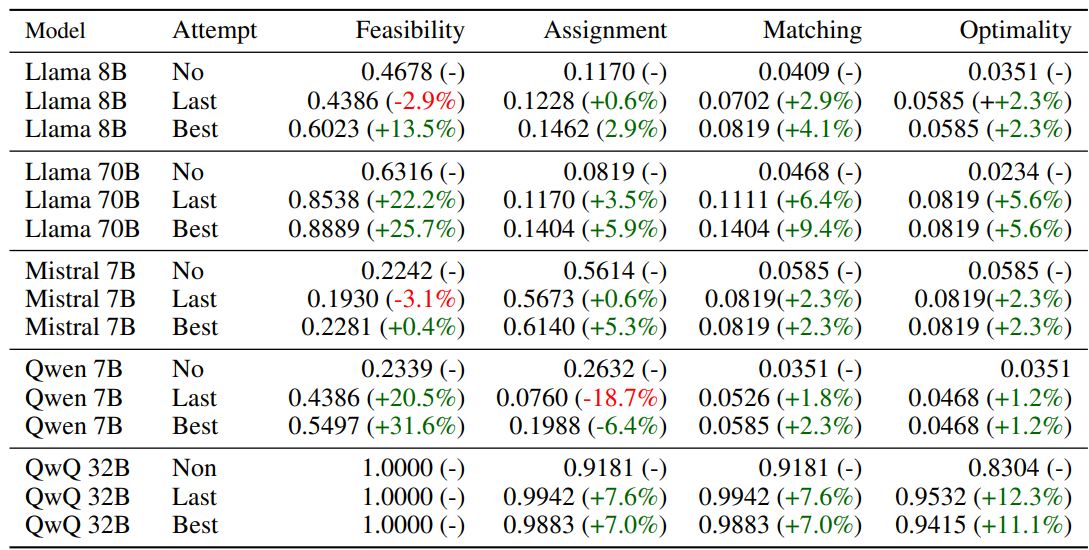 Model Attempt Feasibility Assignment Matching Optimality
Llama 8B No 0.4678 (-) 0.1170 (-) 0.0409 (-) 0.0351 (-)
Llama 8B Last 0.4386 (-2.9%) 0.1228 (+0.6%) 0.0702 (+2.9%) 0.0585 (++2.3%)
Llama 8B Best 0.6023 (+13.5%) 0.1462 (2.9%) 0.0819 (+4.1%) 0.0585 (+2.3%)
Llama 70B No 0.6316 (-) 0.0819 (-) 0.0468 (-) 0.0234 (-)
Llama 70B Last 0.8538 (+22.2%) 0.1170 (+3.5%) 0.1111 (+6.4%) 0.0819 (+5.6%)
Llama 70B Best 0.8889 (+25.7%) 0.1404 (+5.9%) 0.1404 (+9.4%) 0.0819 (+5.6%)
Mistral 7B No 0.2242 (-) 0.5614 (-) 0.0585 (-) 0.0585 (-)
Mistral 7B Last 0.1930 (-3.1%) 0.5673 (+0.6%) 0.0819(+2.3%) 0.0819(+2.3%)
Mistral 7B Best 0.2281 (+0.4%) 0.6140 (+5.3%) 0.0819 (+2.3%) 0.0819 (+2.3%)
Qwen 7B No 0.2339 (-) 0.2632 (-) 0.0351 (-) 0.0351
Qwen 7B Last 0.4386 (+20.5%) 0.0760 (-18.7%) 0.0526 (+1.8%) 0.0468 (+1.2%)
Qwen 7B Best 0.5497 (+31.6%) 0.1988 (-6.4%) 0.0585 (+2.3%) 0.0468 (+1.2%)
QwQ 32B Non 1.0000 (-) 0.9181 (-) 0.9181 (-) 0.8304 (-)
QwQ 32B Last 1.0000 (-) 0.9942 (+7.6%) 0.9942 (+7.6%) 0.9532 (+12.3%)
QwQ 32B Best 1.0000 (-) 0.9883 (+7.0%) 0.9883 (+7.0%) 0.9415 (+11.1%)